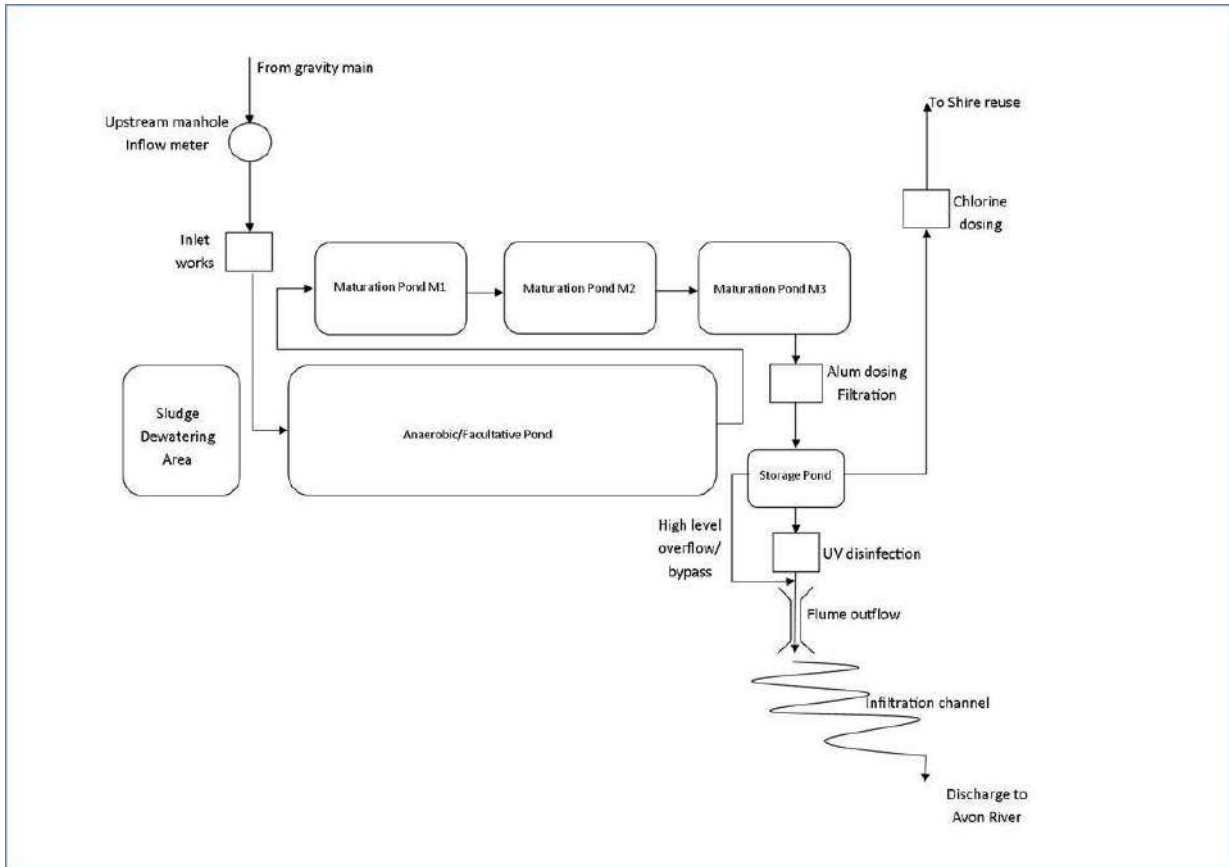 From gravity main
Upstream manhole
Inflow meter
To Shire reuse
Chlorine
dosing
Inlet
works
Maturation Pond M1
Maturation Pond M2
Maturation Pond M3
Alum dosing
Filtration
Sludge
Dewatering
Area
Anaerobic/Facultative Pond
Storage Pond
High level
overflow/
bypass
UV disinfection
Flume outflow
Infiltration channel
Discharge to
Avon River